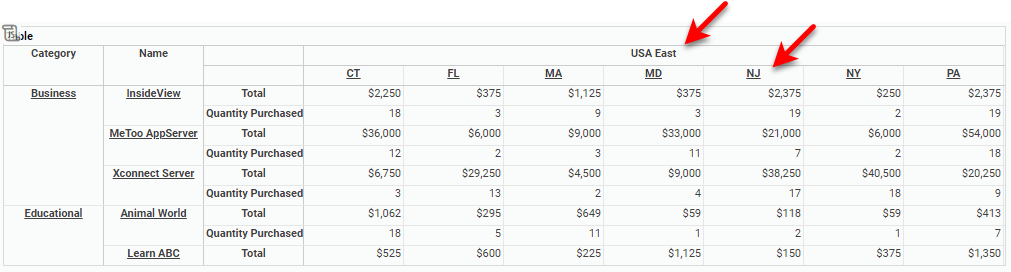 Category Name USA East
CT FL MA MD NJ NY PA
Business InsideView Total $2,250 $375 $1,125 $375 $2,375 $250 $2,375
Quantity Purchased 18 3 9 3 19 2 19
MeToo AppServer Total $36,000 $6,000 $9,000 $33,000 $21,000 $6,000 $54,000
Quantity Purchased 12 2 3 11 7 2 18
Xconnect Server Total $6,750 $29,250 $4,500 $9,000 $38,250 $40,500 $20,250
Quantity Purchased 3 13 2 4 17 18 9
Educational Animal World Total $1,062 $295 $649 $59 $118 $59 $413
Quantity Purchased 18 5 11 1 2 1 7
Learn ABC Total $525 $600 $225 $1,125 $150 $375 $1,350